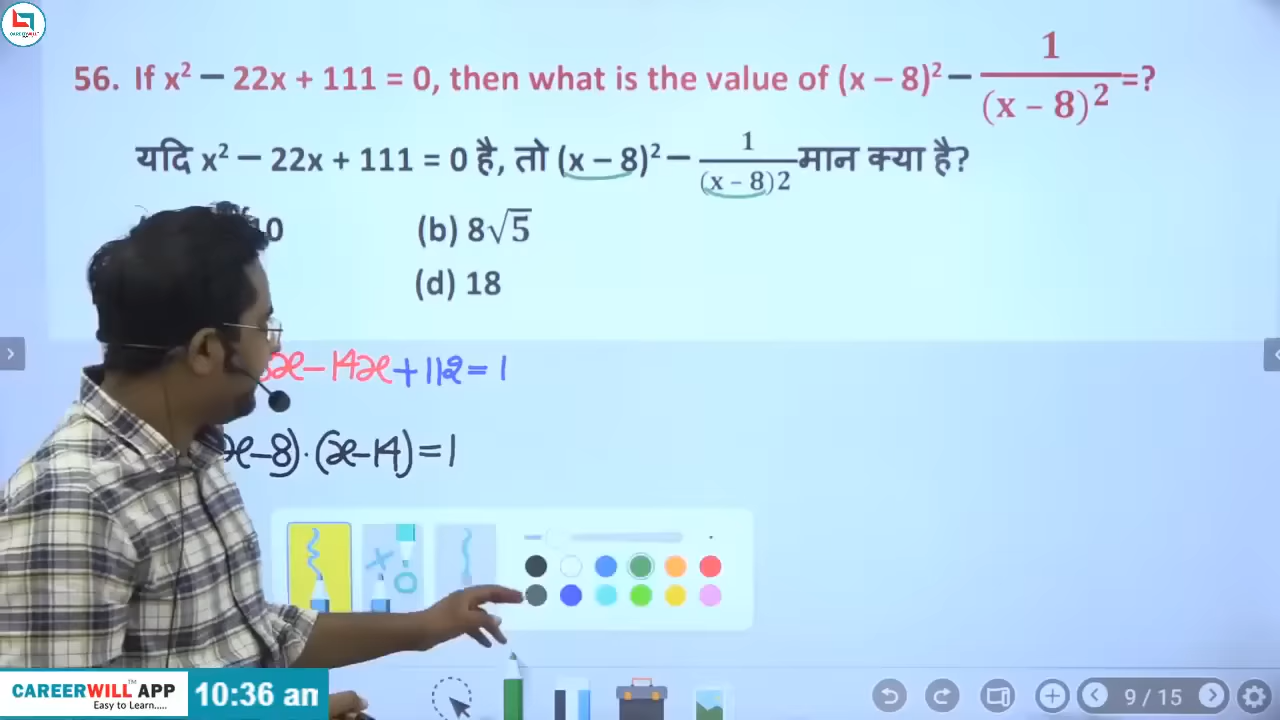 CAREERWILL
56. If x² − 22x + 111 = 0, then what is the value of (x − 8)² − 1/(x − 8)² =?
यदि x² − 22x + 111 = 0 है, तो (x − 8)² − 1/(x − 8)2 मान क्या है?
0 (b) 8√5
(d) 18
x − 14x + 112 = 1
x−8)·(x−14) = 1
CAREERWILL™ APP
Easy to Learn.....
10:36 an
9 / 15